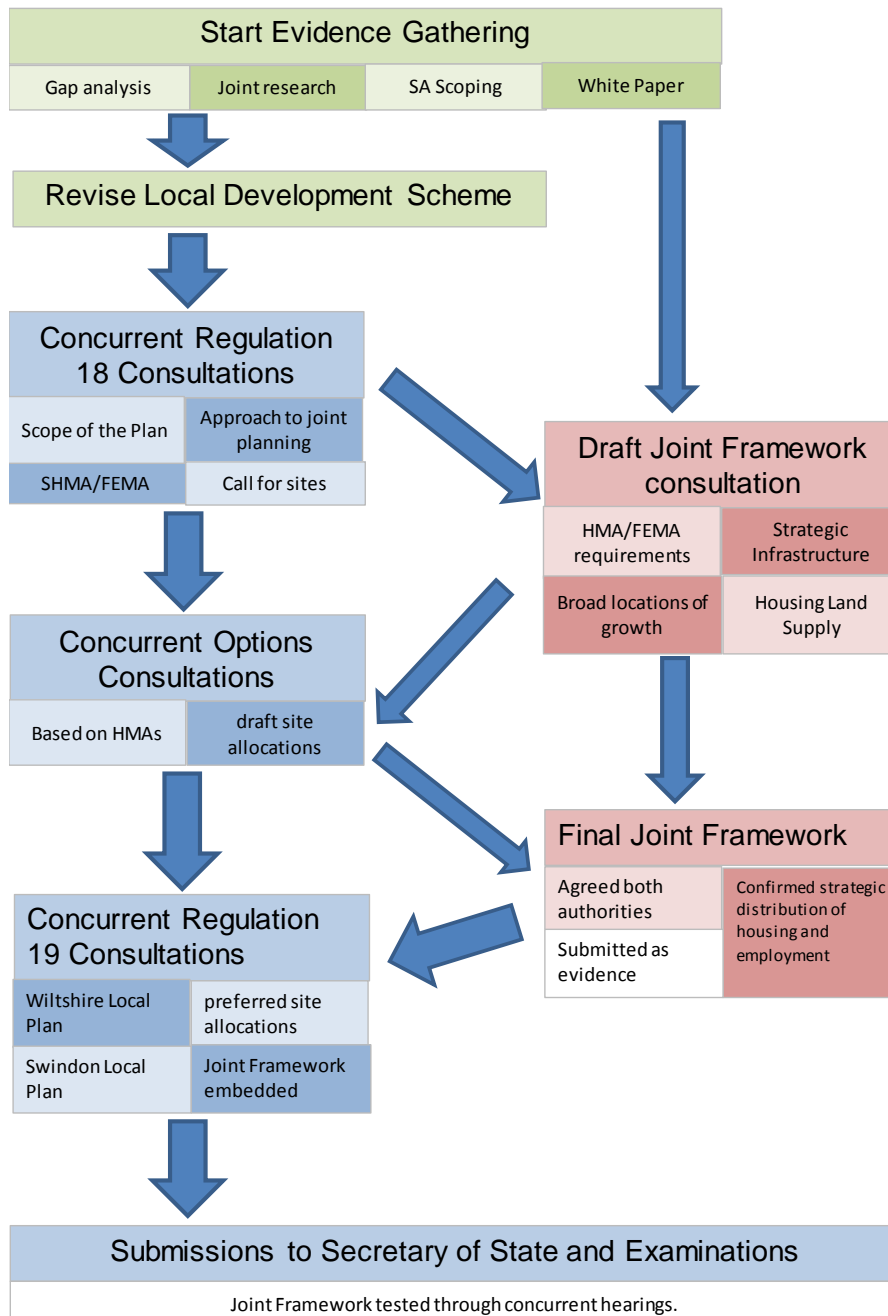 Start Evidence Gathering
Gap analysis
Joint research
SA Scoping
White Paper
Revise Local Development Scheme
Concurrent Regulation
18 Consultations
Scope of the Plan
Approach to joint
planning
SHMA/FEMA
Call for sites
Draft Joint Framework
consultation
HMA/FEMA
requirements
Strategic
Infrastructure
Broad locations of
growth
Housing Land
Supply
Concurrent Options
Consultations
Based on HMAs
draft site
allocations
Final Joint Framework
Agreed both
authorities
Confirmed strategic
distribution of
housing and
employment
Submitted as
evidence
Concurrent Regulation
19 Consultations
Wiltshire Local
Plan
preferred site
allocations
Swindon Local
Plan
Joint Framework
embedded
Submissions to Secretary of State and Examinations
Joint Framework tested through concurrent hearings.